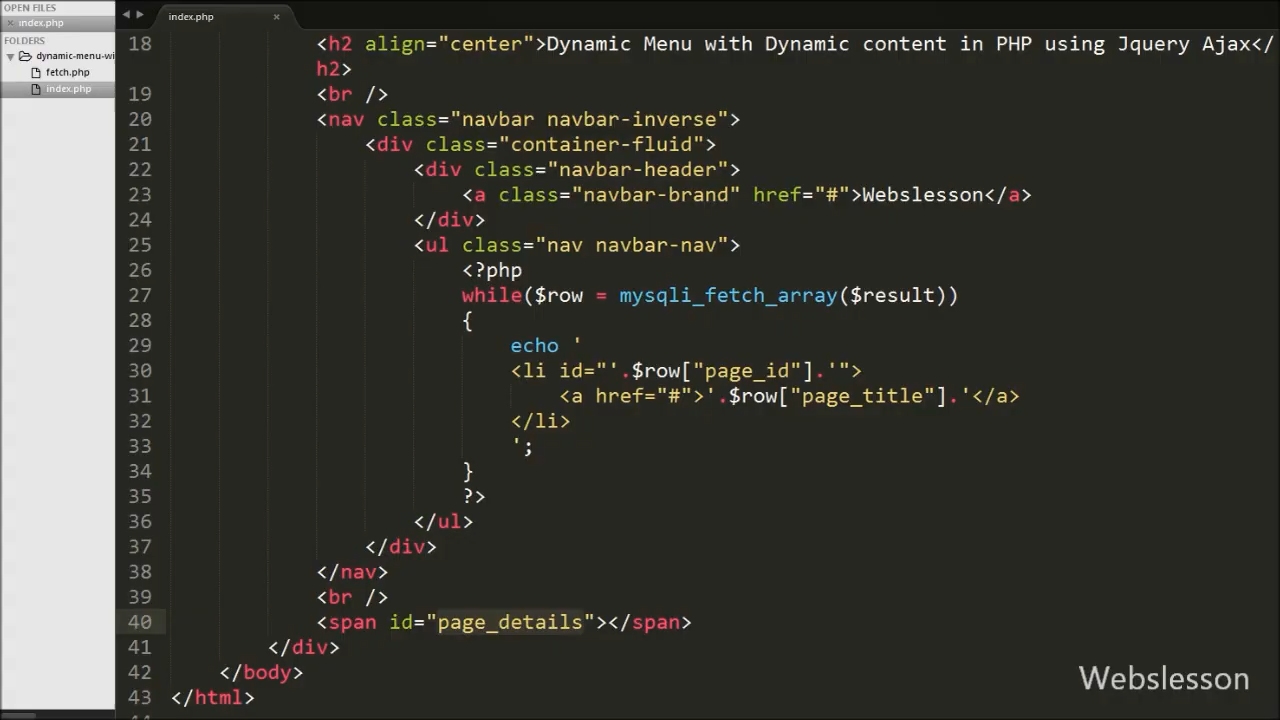 OPEN FILES
index.php
FOLDERS
dynamic-menu-wi
fetch.php
index.php
index.php
18 <h2 align="center">Dynamic Menu with Dynamic content in PHP using Jquery Ajax</
h2>
19 <br />
20 <nav class="navbar navbar-inverse">
21 <div class="container-fluid">
22 <div class="navbar-header">
23 <a class="navbar-brand" href="#">Webslesson</a>
24 </div>
25 <ul class="nav navbar-nav">
26 <?php
27 while($row = mysqli_fetch_array($result))
28 {
29 echo '
30 <li id="'.$row["page_id"].'">
31 <a href="#">'.$row["page_title"].'</a>
32 </li>
33 ';
34 }
35 ?>
36 </ul>
37 </div>
38 </nav>
39 <br />
40 <span id="page_details"></span>
41 </div>
42 </body>
43 </html>
Webslesson